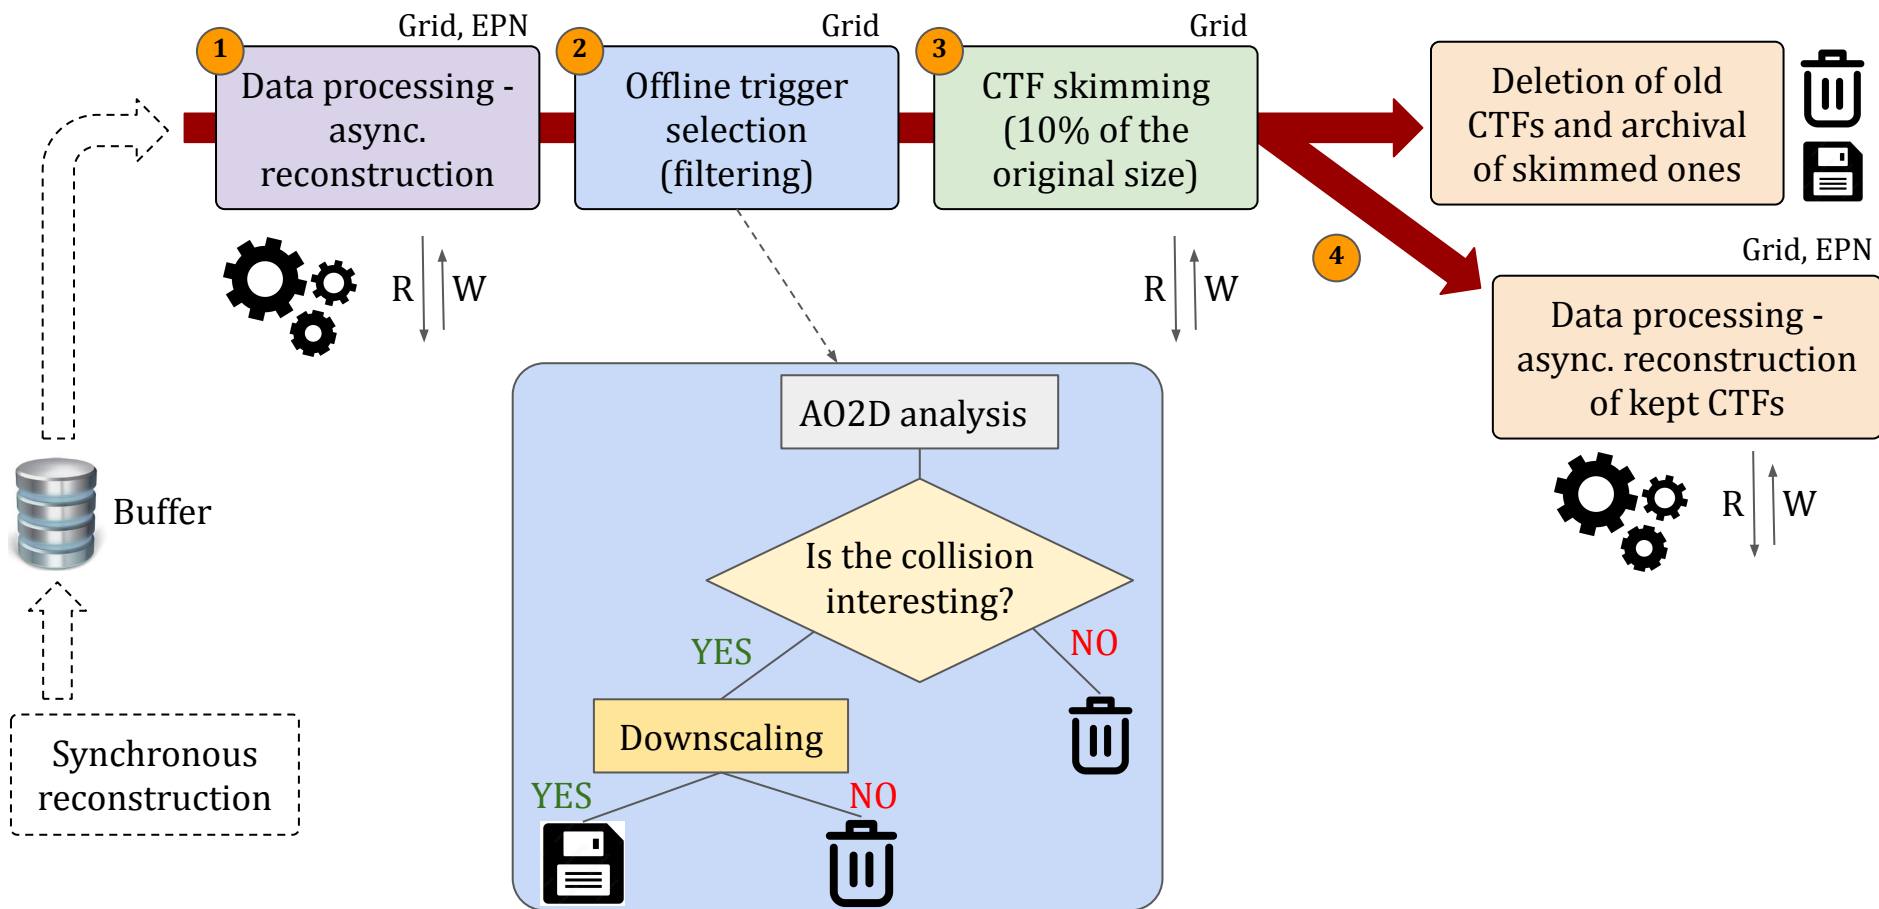 Grid, EPN
1
Data processing -
async.
reconstruction
R
W
Grid
2
Offline trigger
selection
(filtering)
Grid
3
CTF skimming
(10% of the
original size)
R
W
Deletion of old
CTFs and archival
of skimmed ones
4
Grid, EPN
Data processing -
async. reconstruction
of kept CTFs
R
W
Buffer
Synchronous
reconstruction
AO2D analysis
Is the collision
interesting?
YES
NO
Downscaling
YES
NO